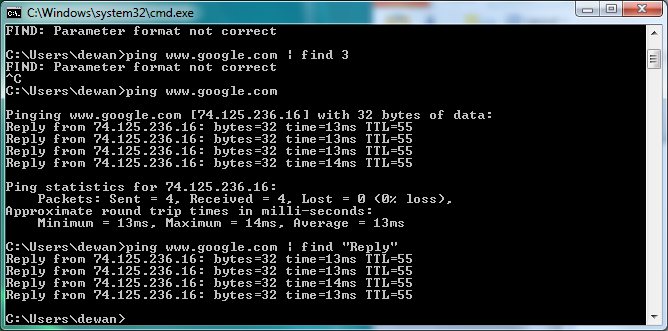 C:\Windows\system32\cmd.exe
FIND: Parameter format not correct
C:\Users\dewan>ping www.google.com | find 3
FIND: Parameter format not correct
^C
C:\Users\dewan>ping www.google.com
Pinging www.google.com [74.125.236.16] with 32 bytes of data:
Reply from 74.125.236.16: bytes=32 time=13ms TTL=55
Reply from 74.125.236.16: bytes=32 time=13ms TTL=55
Reply from 74.125.236.16: bytes=32 time=13ms TTL=55
Reply from 74.125.236.16: bytes=32 time=14ms TTL=55
Ping statistics for 74.125.236.16:
Packets: Sent = 4, Received = 4, Lost = 0 (0% loss),
Approximate round trip times in milli-seconds:
Minimum = 13ms, Maximum = 14ms, Average = 13ms
C:\Users\dewan>ping www.google.com | find "Reply"
Reply from 74.125.236.16: bytes=32 time=13ms TTL=55
Reply from 74.125.236.16: bytes=32 time=14ms TTL=55
Reply from 74.125.236.16: bytes=32 time=13ms TTL=55
Reply from 74.125.236.16: bytes=32 time=14ms TTL=55
C:\Users\dewan>